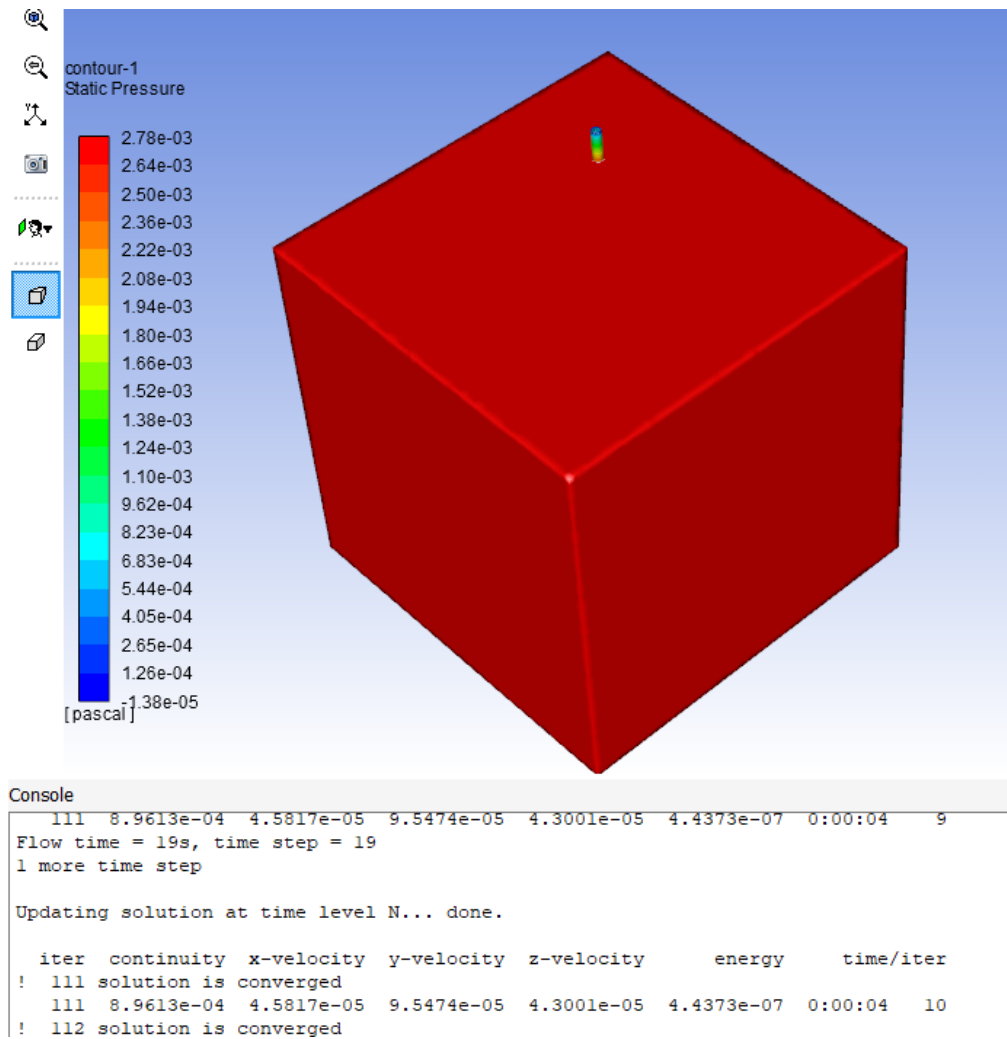 contour-1
Static Pressure
2.78e-03
2.64e-03
2.50e-03
2.36e-03
2.22e-03
2.08e-03
1.94e-03
1.80e-03
1.66e-03
1.52e-03
1.38e-03
1.24e-03
1.10e-03
9.62e-04
8.23e-04
6.83e-04
5.44e-04
4.05e-04
2.65e-04
1.26e-04
-1.38e-05
[pascal]
Console
111 8.9613e-04 4.5817e-05 9.5474e-05 4.3001e-05 4.4373e-07 0:00:04 9
Flow time = 19s, time step = 19
1 more time step
Updating solution at time level N... done.
iter continuity x-velocity y-velocity z-velocity energy time/iter
! 111 solution is converged
111 8.9613e-04 4.5817e-05 9.5474e-05 4.3001e-05 4.4373e-07 0:00:04 10
! 112 solution is converged